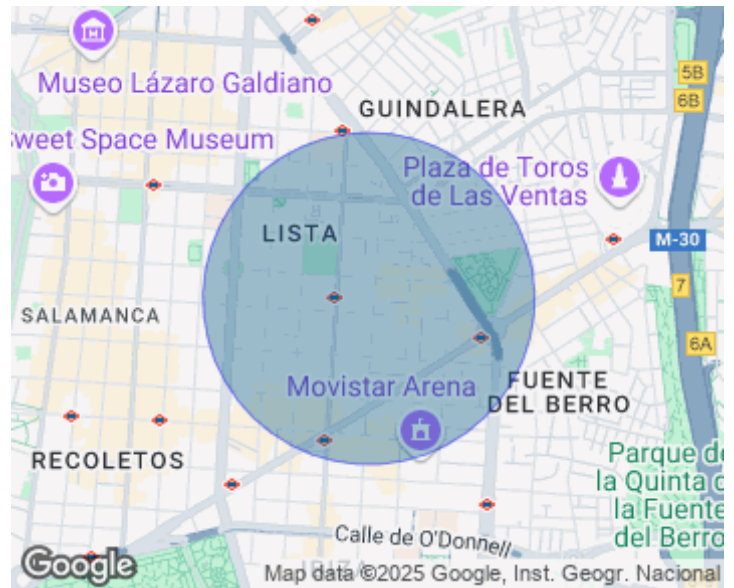 Museo Lázaro Galdiano
5B
6B
GUINDALERA
weet Space Museum
Plaza de Toros
de Las Ventas
LISTA
M-30
7
SALAMANCA
6A
Movistar Arena
FUENTE
DEL BERRO
RECOLETOS
Parque de
la Quinta d
la Fuente
del Berro
Calle de O'Donnell
IBIZA
Google
Map data ©2025 Google, Inst. Geogr. Nacional